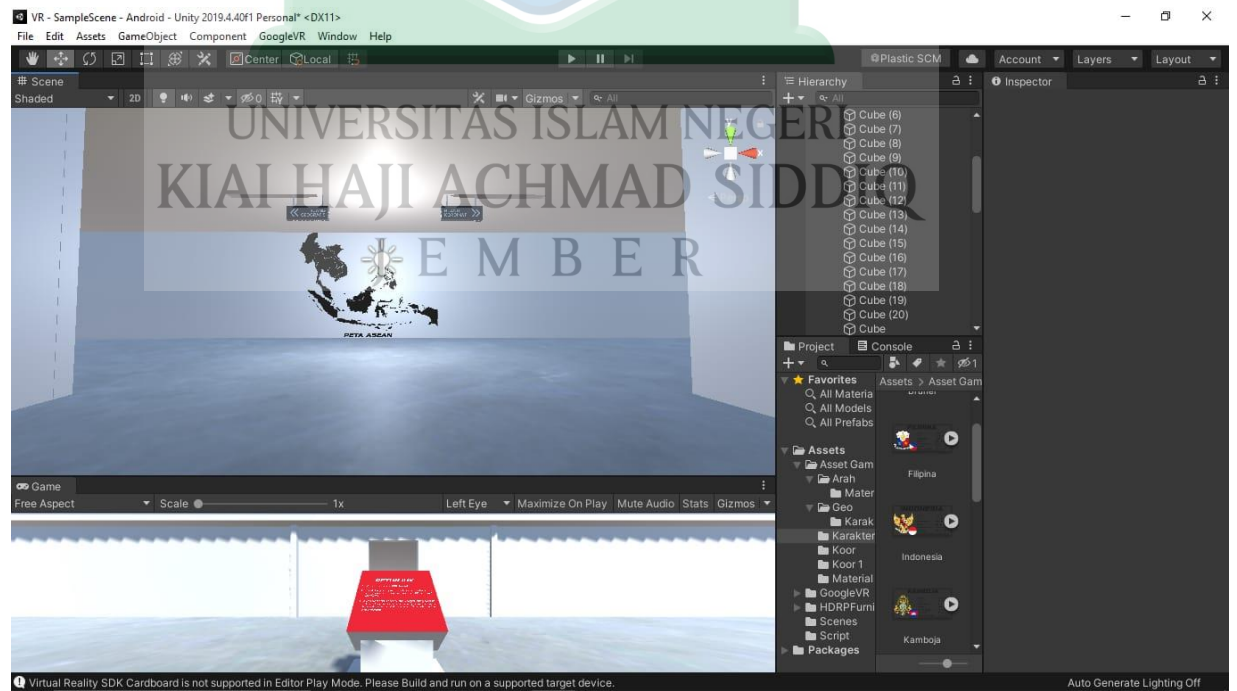 VR - SampleScene - Android - Unity 2019.4.40f1 Personal* <DX11>
File Edit Assets GameObject Component GoogleVR Window Help
Center Local
Plastic SCM
Account Layers Layout
Scene
Shaded 2D 0 Gizmos All
UNIVERSITAS ISLAM NEGERI
KIAI HAJI ACHMAD SIDDIQ
JEMBER
PETA ASEAN
Hierarchy
All
Cube (6)
Cube (7)
Cube (8)
Cube (9)
Cube (10)
Cube (11)
Cube (12)
Cube (13)
Cube (14)
Cube (15)
Cube (16)
Cube (17)
Cube (18)
Cube (19)
Cube (20)
Cube
Inspector
Game
Free Aspect Scale 1x Left Eye Maximize On Play Mute Audio Stats Gizmos
Project Console
1
Favorites
All Materia
All Models
All Prefabs
Assets
Asset Gam
Arah
Mater
Geo
Karak
Karakter
Koor
Koor 1
Material
GoogleVR
HDRPFurni
Scenes
Script
Packages
Assets > Asset Gam
Filipina
Indonesia
Kamboja
Virtual Reality SDK Cardboard is not supported in Editor Play Mode. Please Build and run on a supported target device.
Auto Generate Lighting Off